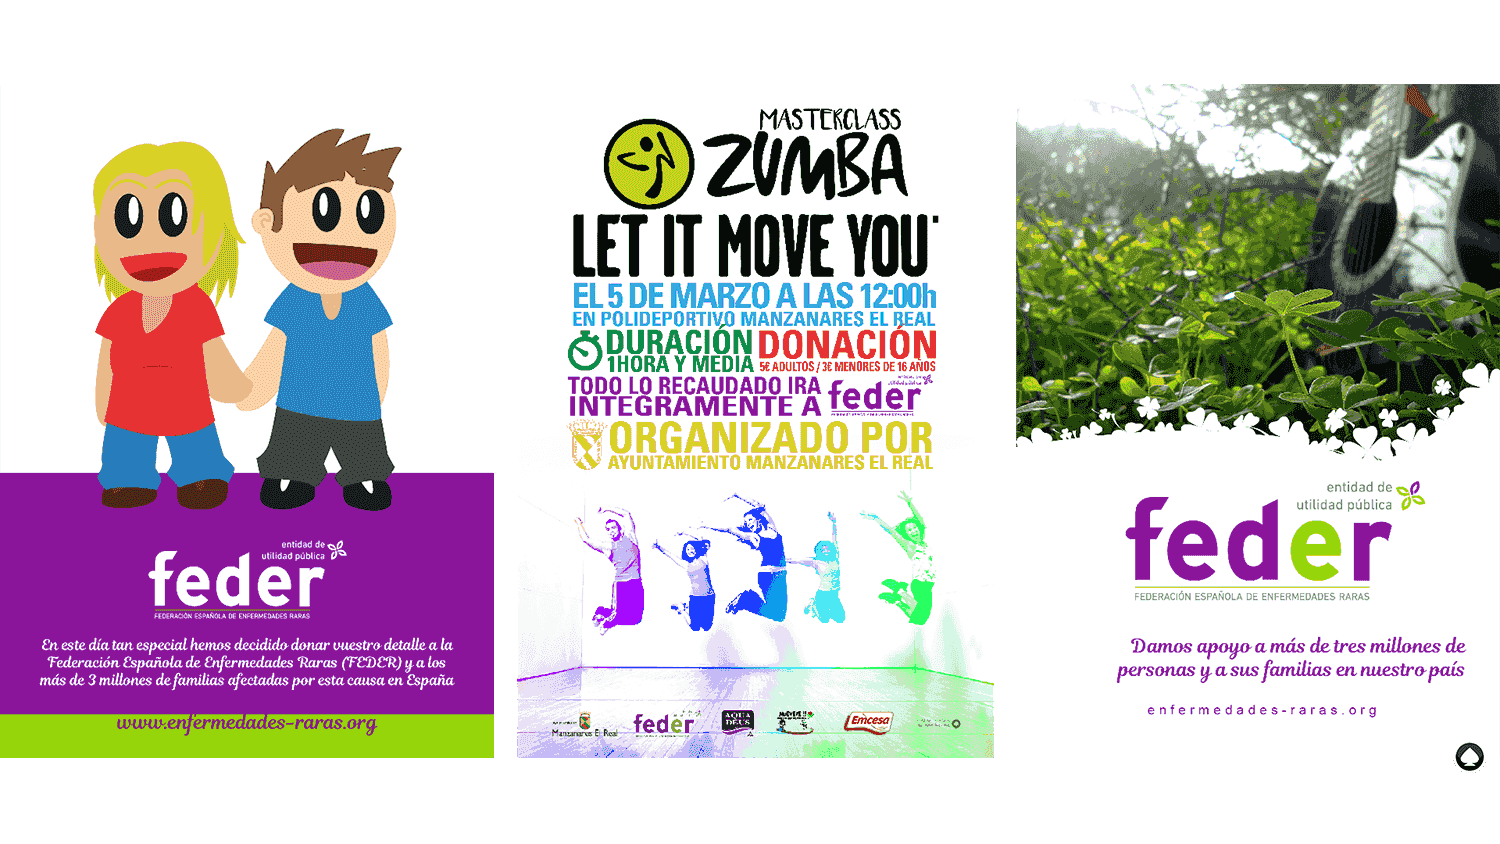 entidad de
utilidad pública
feder
FEDERACIÓN ESPAÑOLA DE ENFERMEDADES RARAS
En este día tan especial hemos decidido donar vuestro detalle a la
Federación Española de Enfermedades Raras (FEDER) y a los
más de 3 millones de familias afectadas por esta causa en España
www.enfermedades-raras.org
MASTERCLASS
ZUMBA
LET IT MOVE YOU
EL 5 DE MARZO A LAS 12:00h
EN POLIDEPORTIVO MANZANARES EL REAL
DURACIÓN
1HORA Y MEDIA
DONACIÓN
5€ ADULTOS / 3€ MENORES DE 16 AÑOS
TODO LO RECAUDADO IRA
INTEGRAMENTE A
feder
ORGANIZADO POR
AYUNTAMIENTO MANZANARES EL REAL
Manzanares El Real
feder
AQUA
DEUS
Emcesa
entidad de
utilidad pública
feder
FEDERACIÓN ESPAÑOLA DE ENFERMEDADES RARAS
Damos apoyo a más de tres millones de
personas y a sus familias en nuestro país
enfermedades-raras.org